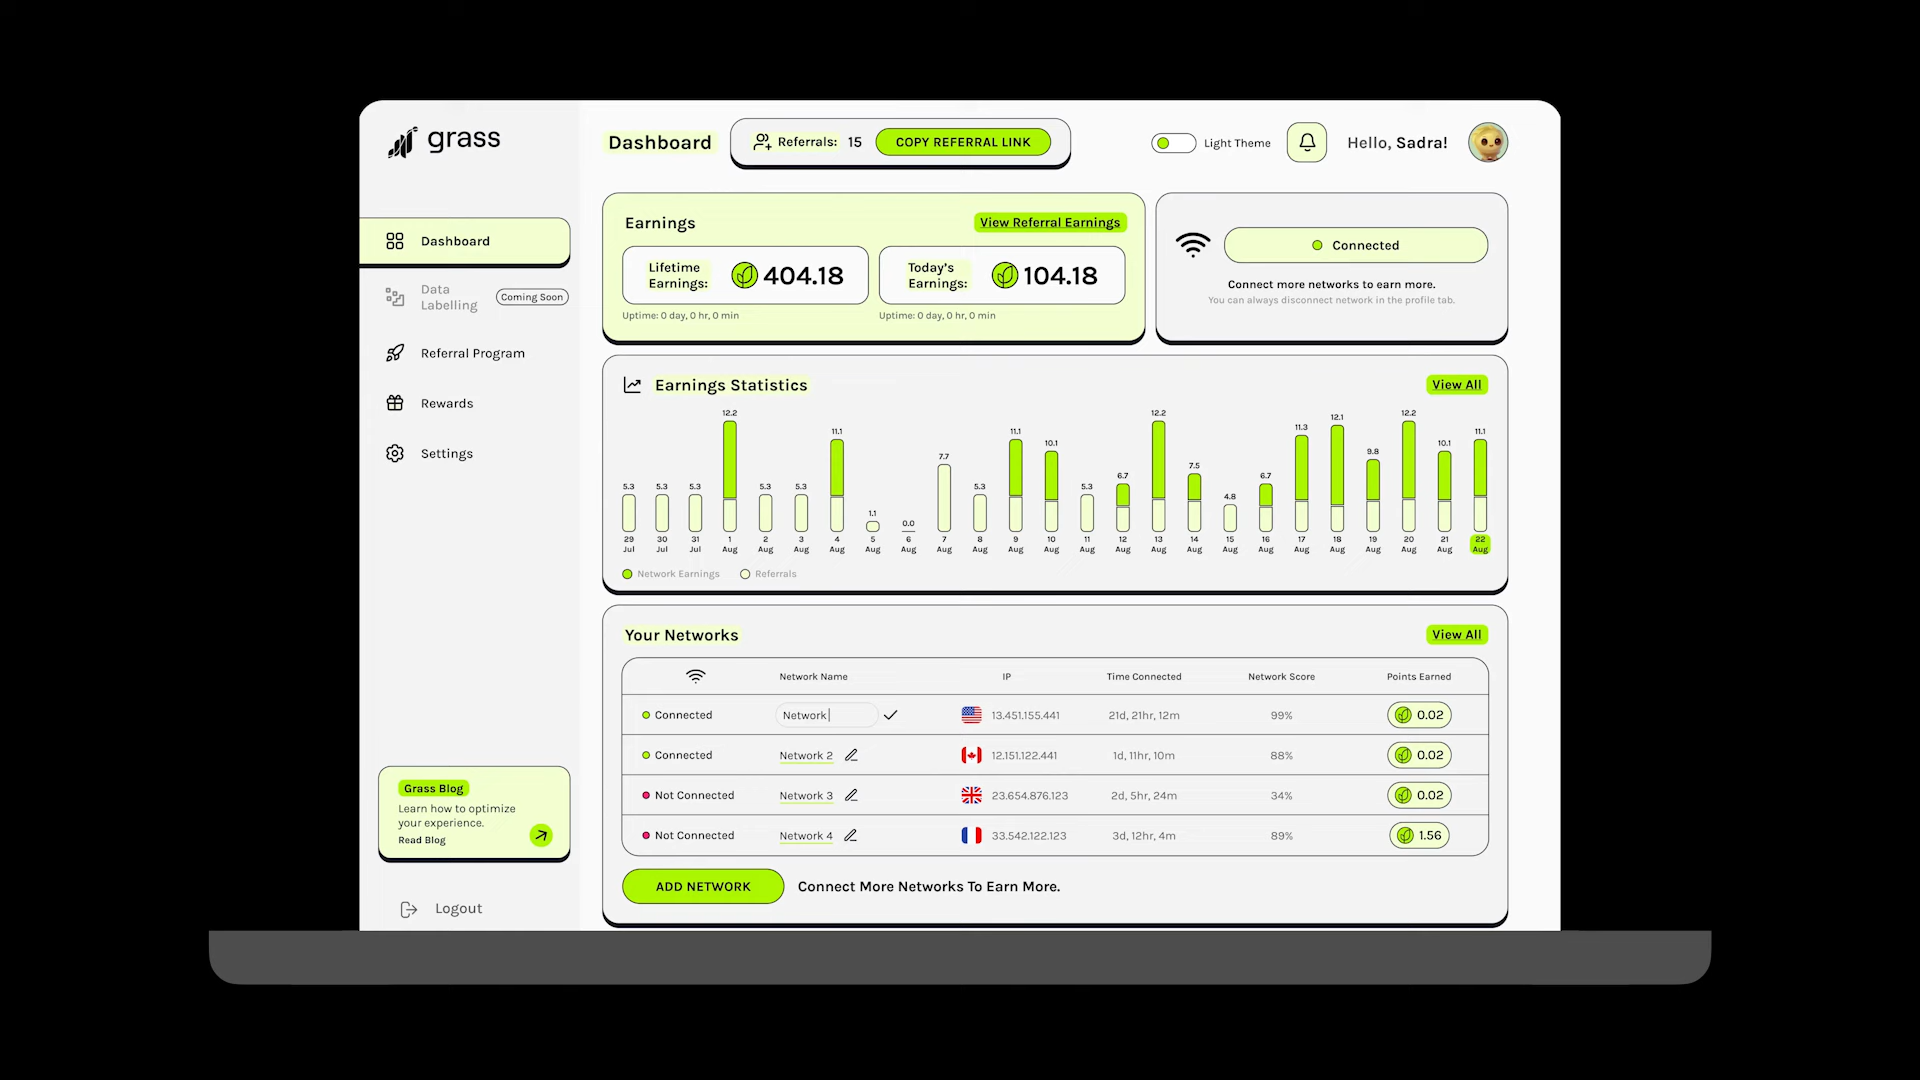 grass
Dashboard
Referrals: 15
COPY REFERRAL LINK
Light Theme
Hello, Sadra!
Dashboard
Data
Labelling
Coming Soon
Referral Program
Rewards
Settings
Grass Blog
Learn how to optimize
your experience.
Read Blog
Logout
Earnings
View Referral Earnings
Lifetime
Earnings:
404.18
Uptime: 0 day, 0 hr, 0 min
Today's
Earnings:
104.18
Uptime: 0 day, 0 hr, 0 min
Connected
Connect more networks to earn more.
You can always disconnect network in the profile tab.
Earnings Statistics
View All
5.3 5.3 5.3 12.2 5.3 5.3 11.1 1.1 0.0 7.7 5.3 11.1 10.1 5.3 6.7 12.2 7.5 4.8 6.7 11.3 12.1 9.8 12.2 10.1 11.1
29 30 31 1 2 3 4 5 6 7 8 9 10 11 12 13 14 15 16 17 18 19 20 21 22
Jul Jul Jul Aug Aug Aug Aug Aug Aug Aug Aug Aug Aug Aug Aug Aug Aug Aug Aug Aug Aug Aug Aug Aug Aug
Network Earnings Referrals
Your Networks
View All
Network Name IP Time Connected Network Score Points Earned
Connected Network 13.451.155.441 21d, 21hr, 12m 99% 0.02
Connected Network 2 12.151.122.441 1d, 11hr, 10m 88% 0.02
Not Connected Network 3 23.654.876.123 2d, 5hr, 24m 34% 0.02
Not Connected Network 4 33.542.122.123 3d, 12hr, 4m 89% 1.56
ADD NETWORK
Connect More Networks To Earn More.